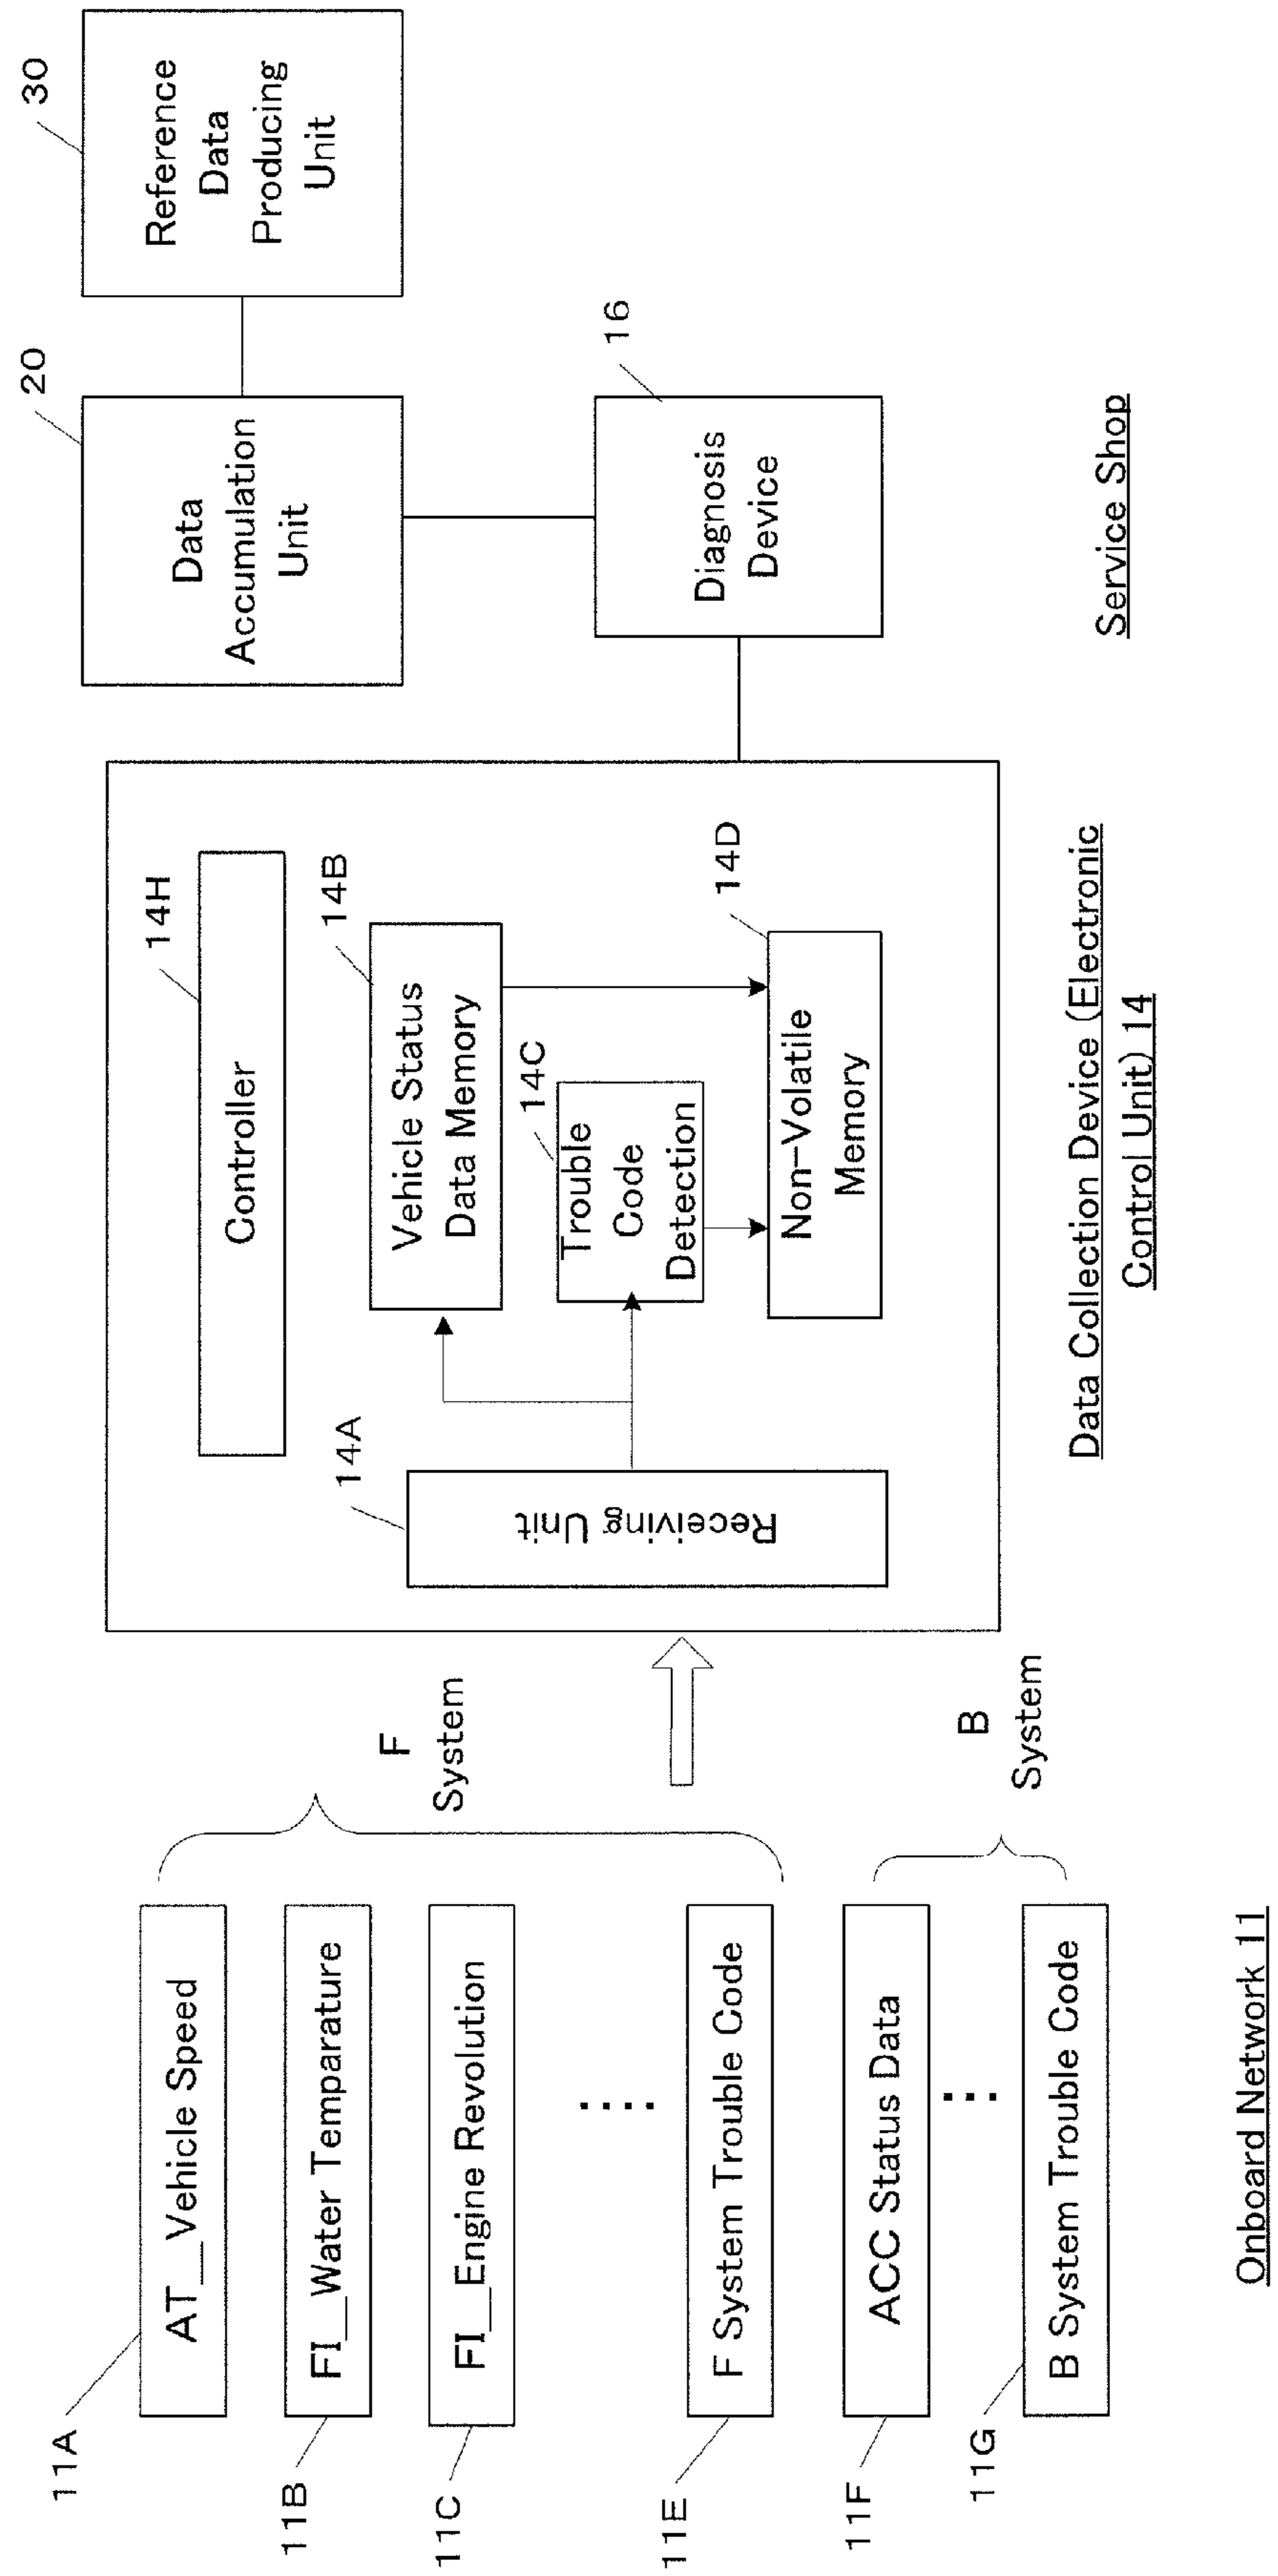 11A
AT__Vehicle Speed
11B
FI__Water Temparature
11C
FI__Engine Revolution
....
11E
F System Trouble Code
11F
ACC Status Data
...
11G
B System Trouble Code
Onboard Network 11
F
System
B
System
14H
Controller
14A
Receiving Unit
14B
Vehicle Status
Data Memory
14C
Trouble
Code
Detection
14D
Non-Volatile
Memory
Data Collection Device (Electronic
Control Unit) 14
20
Data
Accumulation
Unit
30
Reference
Data
Producing
Unit
16
Diagnosis
Device
Service Shop